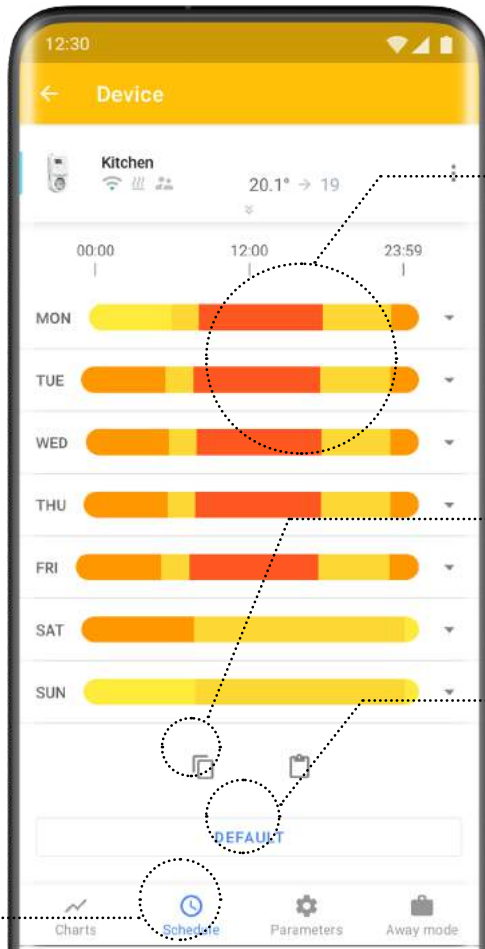 12:30
Device
Kitchen
20.1° → 19
00:00 12:00 23:59
MON
TUE
WED
THU
FRI
SAT
SUN
DEFAULT
Charts Schedule Parameters Away mode